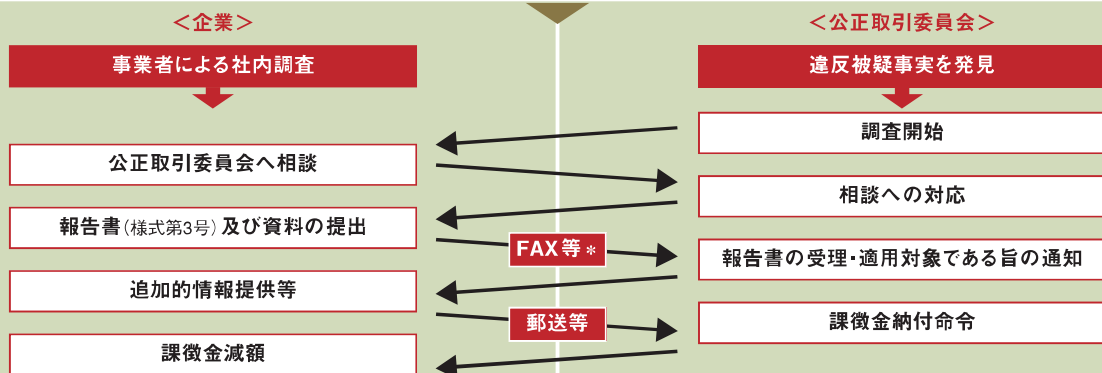 ＜企業＞
事業者による社内調査
公正取引委員会へ相談
報告書(様式第3号)及び資料の提出
追加的情報提供等
課徴金減額
FAX等＊
郵送等
＜公正取引委員会＞
違反被疑事実を発見
調査開始
相談への対応
報告書の受理・適用対象である旨の通知
課徴金納付命令